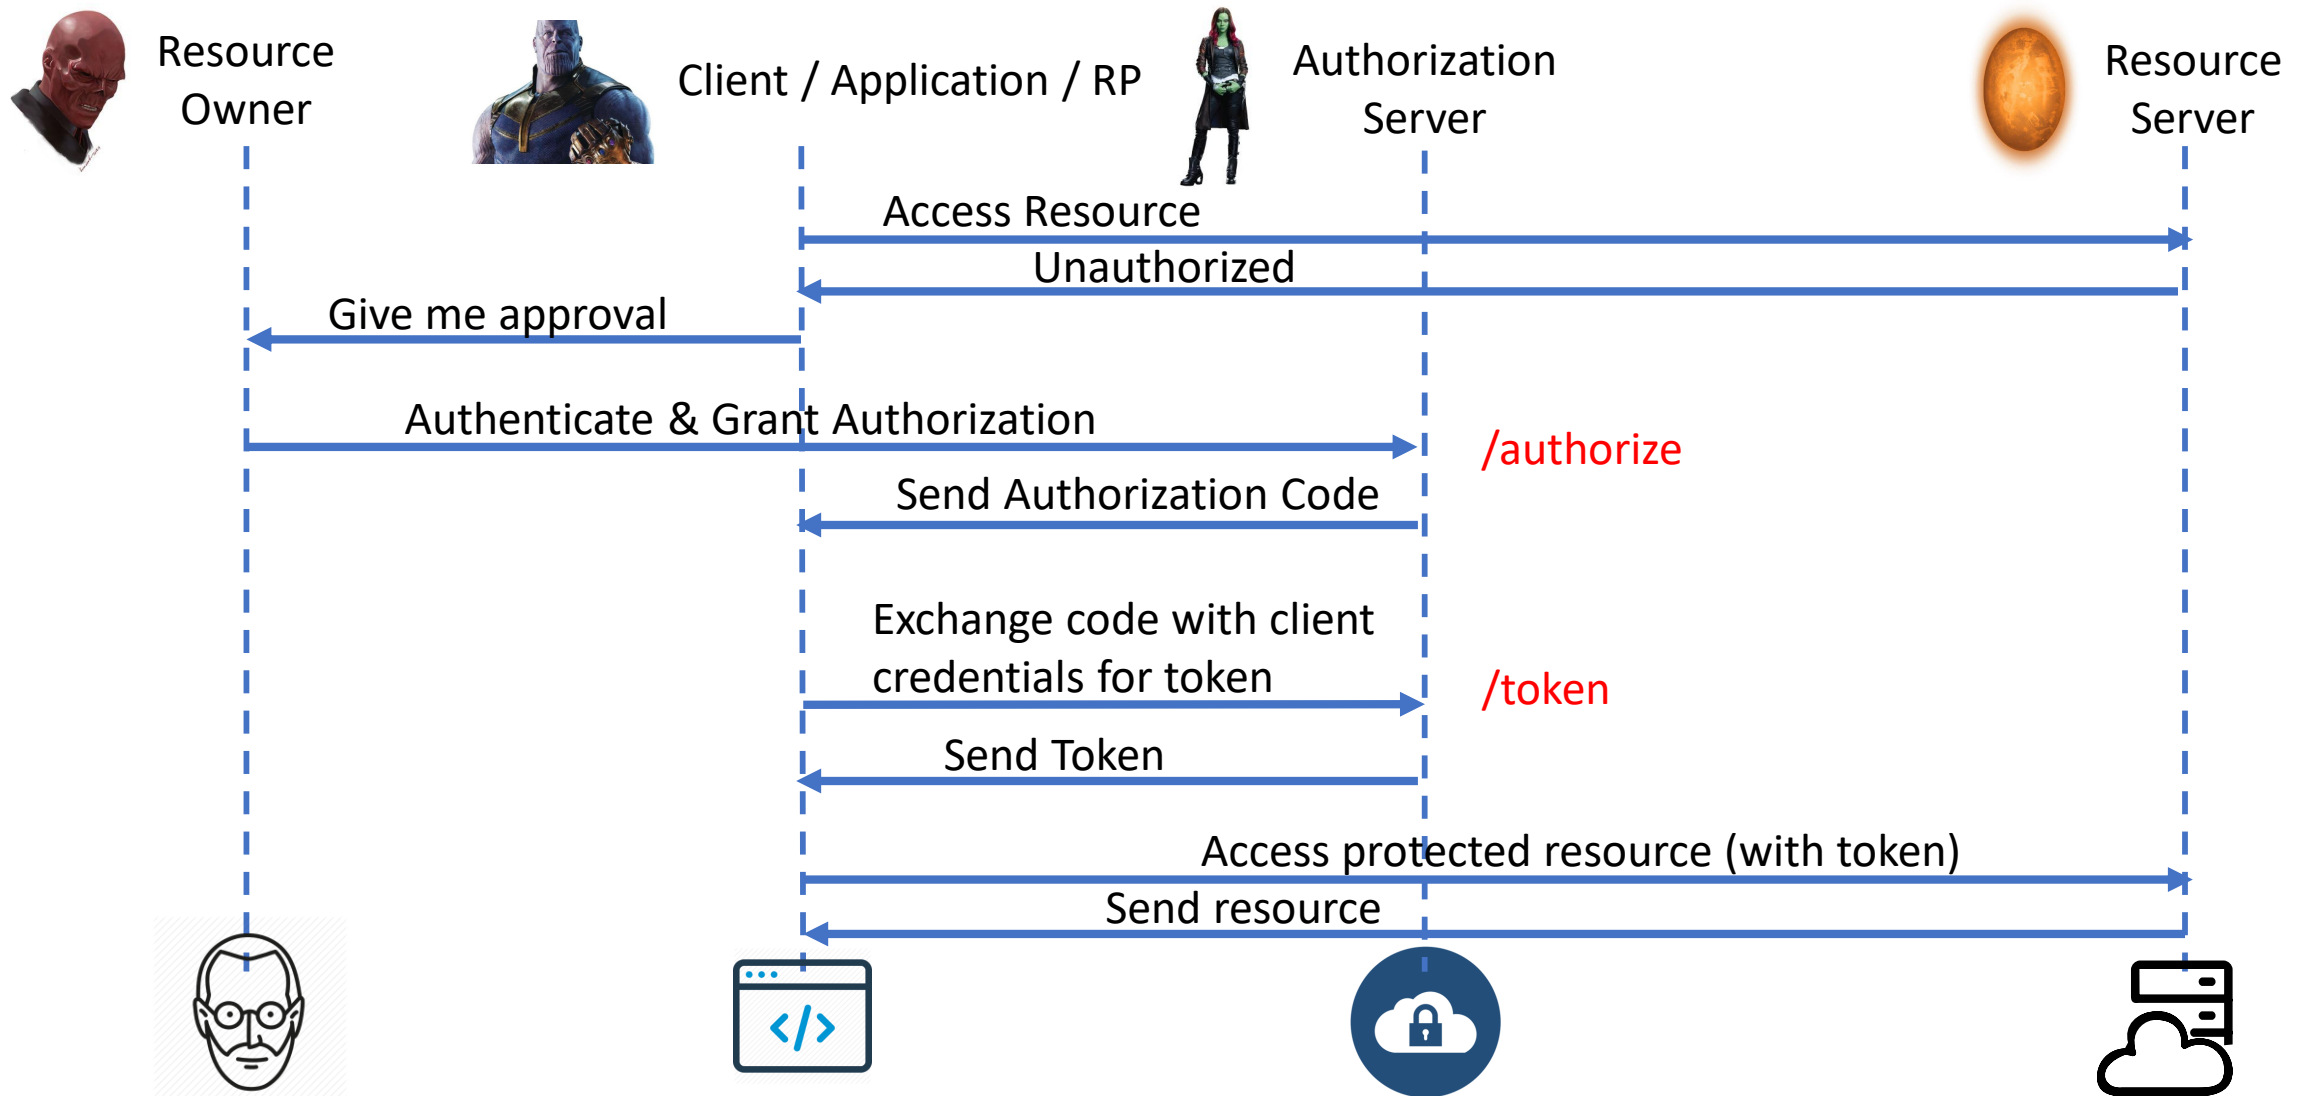 Resource
Owner
Client / Application / RP
Authorization
Server
Resource
Server
Access Resource
Unauthorized
Give me approval
Authenticate & Grant Authorization
/authorize
Send Authorization Code
Exchange code with client
credentials for token
/token
Send Token
Access protected resource (with token)
Send resource